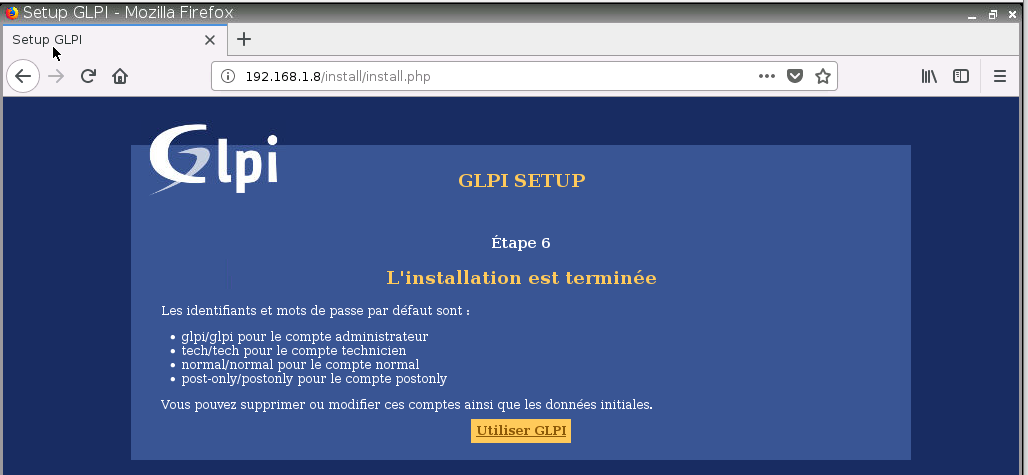 Setup GLPI - Mozilla Firefox
Setup GLPI
192.168.1.8/install/install.php
Glpi
GLPI SETUP
Étape 6
L'installation est terminée
Les identifiants et mots de passe par défaut sont :
• glpi/glpi pour le compte administrateur
• tech/tech pour le compte technicien
• normal/normal pour le compte normal
• post-only/postonly pour le compte postonly
Vous pouvez supprimer ou modifier ces comptes ainsi que les données initiales.
Utiliser GLPI